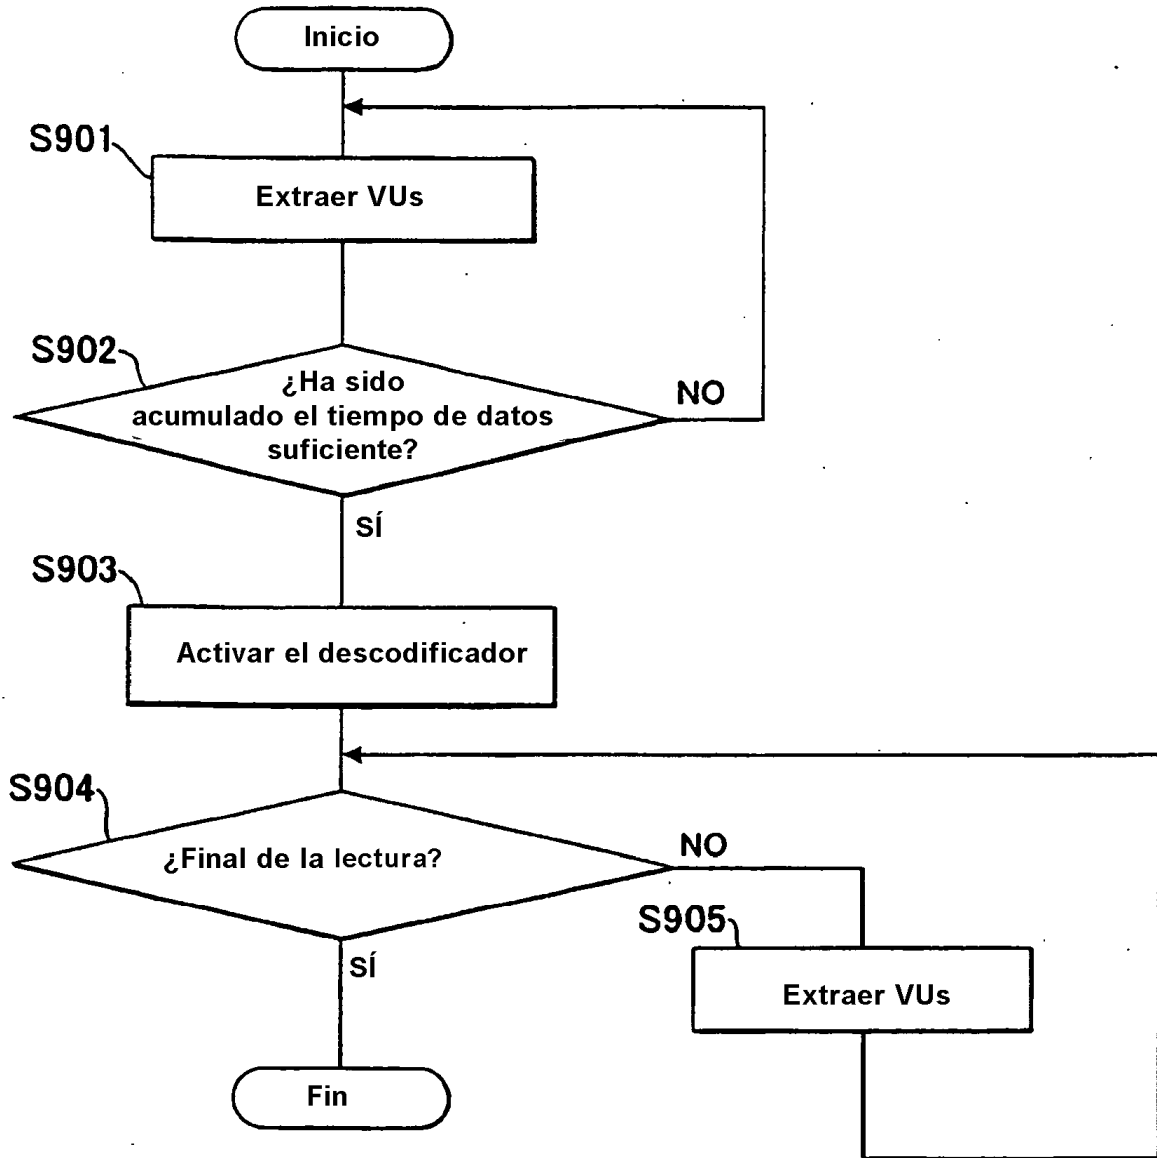 Inicio
S901
Extraer VUs
S902
¿Ha sido
acumulado el tiempo de datos
suficiente?
NO
SÍ
S903
Activar el descodificador
S904
¿Final de la lectura?
NO
S905
SÍ
Extraer VUs
Fin